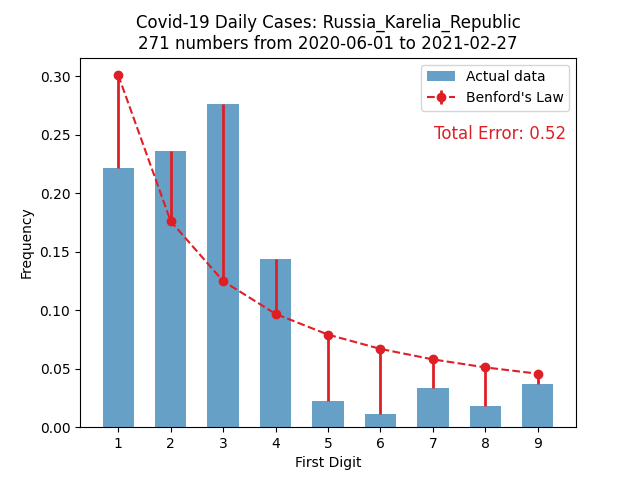 Covid-19 Daily Cases: Russia_Karelia_Republic
271 numbers from 2020-06-01 to 2021-02-27
Actual data
Benford's Law
Total Error: 0.52
Frequency
0.30
0.25
0.20
0.15
0.10
0.05
0.00
1 2 3 4 5 6 7 8 9
First Digit